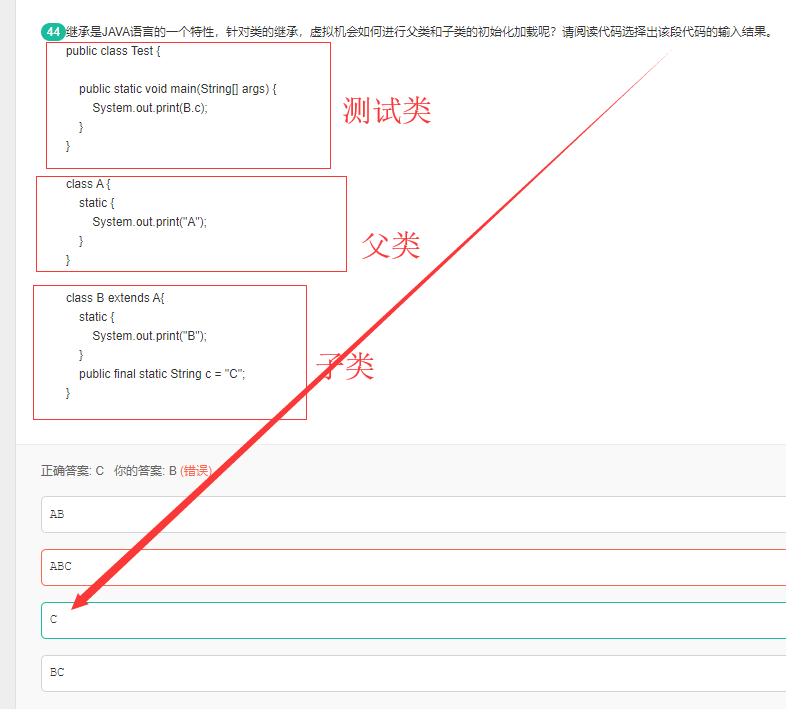 44 继承是JAVA语言的一个特性，针对类的继承，虚拟机会如何进行父类和子类的初始化加载呢？请阅读代码选择出该段代码的输入结果。
public class Test {
public static void main(String[] args) {
System.out.print(B.c);
}
}
测试类
class A {
static {
System.out.print("A");
}
}
父类
class B extends A{
static {
System.out.print("B");
}
public final static String c = "C";
}
子类
正确答案: C 你的答案: B (错误)
AB
ABC
C
BC